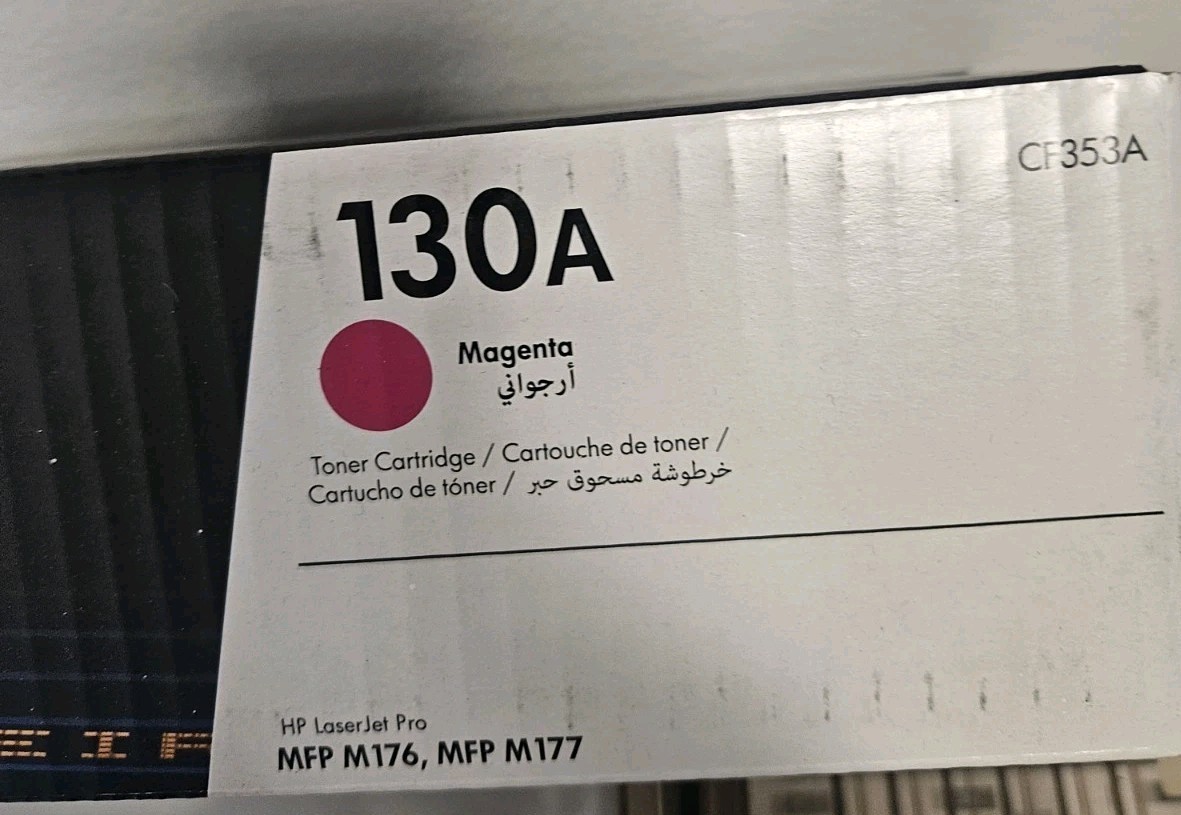 CF353A
130A
Magenta
أرجواني
Toner Cartridge / Cartouche de toner /
Cartucho de tóner / خرطوشة مسحوق حبر
HP LaserJet Pro
MFP M176, MFP M177